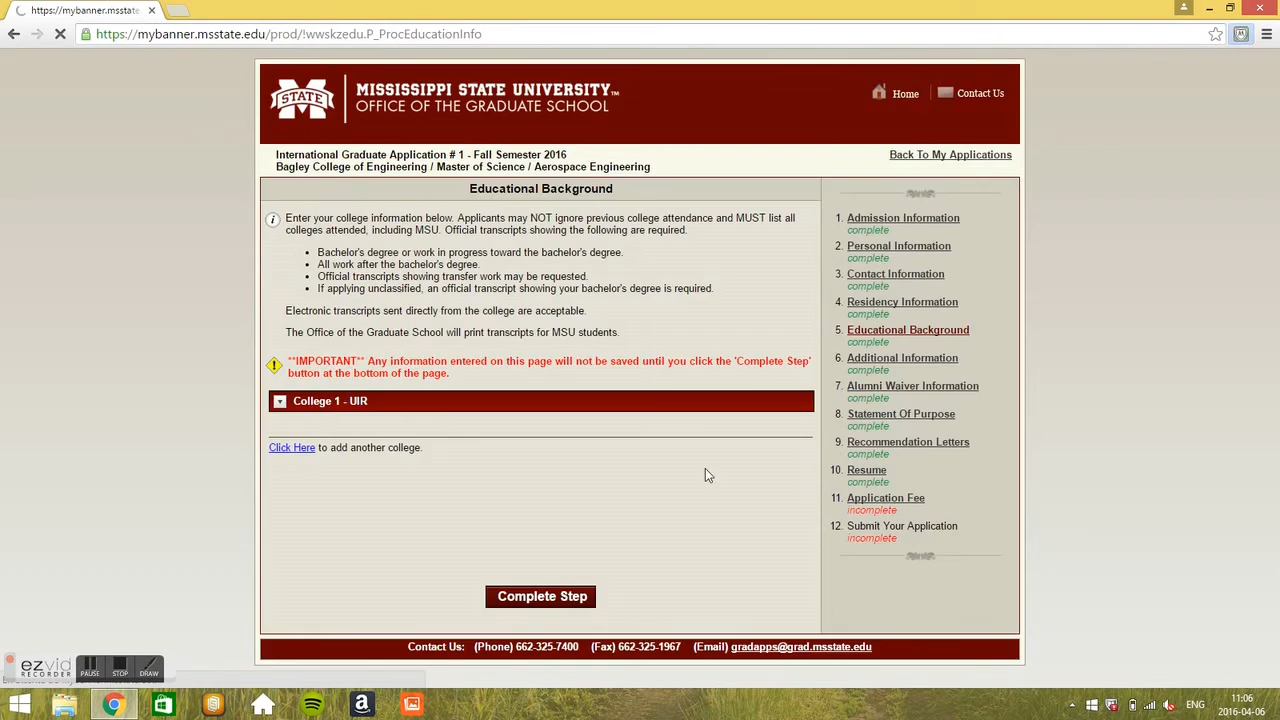 https://mybanner.msstate
https://mybanner.msstate.edu/prod/!wwskzedu.P_ProcEducationInfo
STATE
MISSISSIPPI STATE UNIVERSITY™
OFFICE OF THE GRADUATE SCHOOL
Home
Contact Us
International Graduate Application # 1 - Fall Semester 2016
Bagley College of Engineering / Master of Science / Aerospace Engineering
Back To My Applications
Educational Background
Enter your college information below. Applicants may NOT ignore previous college attendance and MUST list all
colleges attended, including MSU. Official transcripts showing the following are required.
Bachelor's degree or work in progress toward the bachelor's degree.
All work after the bachelor's degree.
Official transcripts showing transfer work may be requested.
If applying unclassified, an official transcript showing your bachelor's degree is required.
Electronic transcripts sent directly from the college are acceptable.
The Office of the Graduate School will print transcripts for MSU students.
**IMPORTANT** Any information entered on this page will not be saved until you click the 'Complete Step'
button at the bottom of the page.
College 1 - UIR
Click Here to add another college.
Complete Step
1. Admission Information
complete
2. Personal Information
complete
3. Contact Information
complete
4. Residency Information
complete
5. Educational Background
complete
6. Additional Information
complete
7. Alumni Waiver Information
complete
8. Statement Of Purpose
complete
9. Recommendation Letters
complete
10. Resume
complete
11. Application Fee
incomplete
12. Submit Your Application
incomplete
Contact Us: (Phone) 662-325-7400 (Fax) 662-325-1967 (Email) gradapps@grad.msstate.edu
ezvid
RECORDER
PAUSE
STOP
DRAW
ENG
11:06
2016-04-06